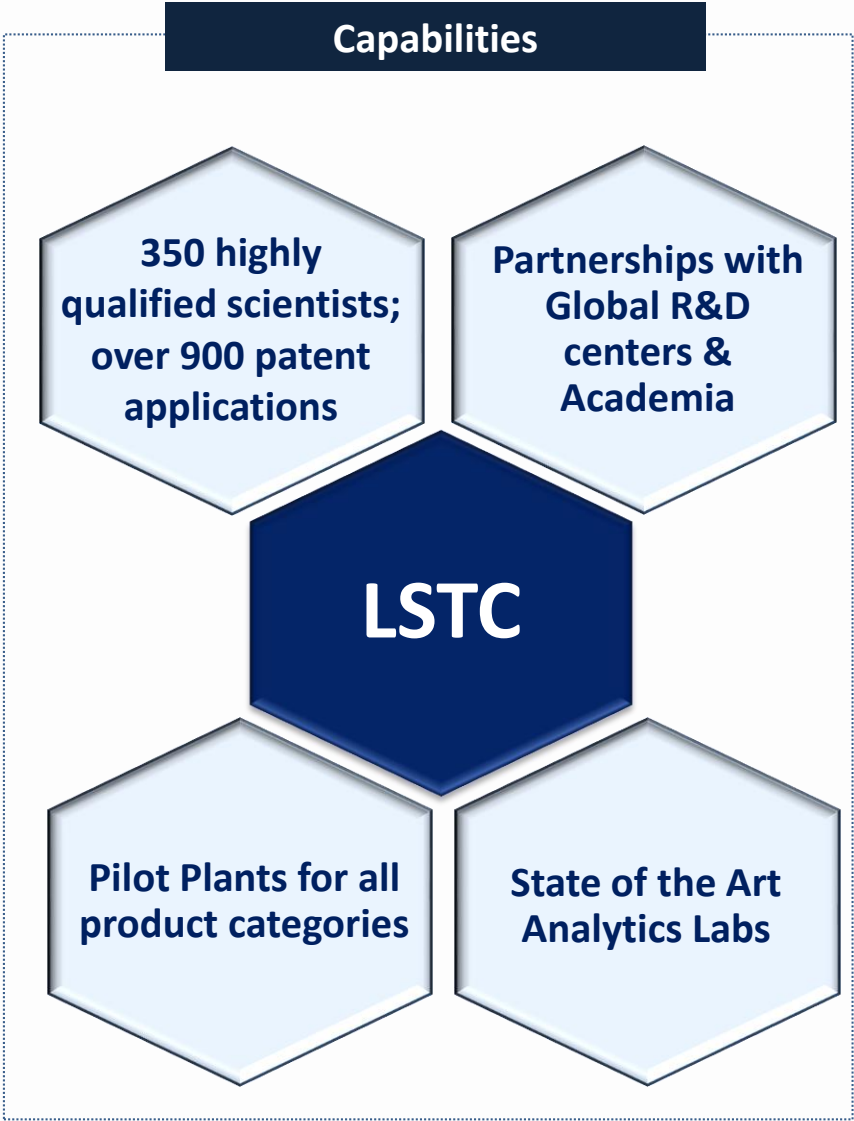 Capabilities
350 highly
qualified scientists;
over 900 patent
applications
Partnerships with
Global R&D
centers &
Academia
LSTC
Pilot Plants for all
product categories
State of the Art
Analytics Labs